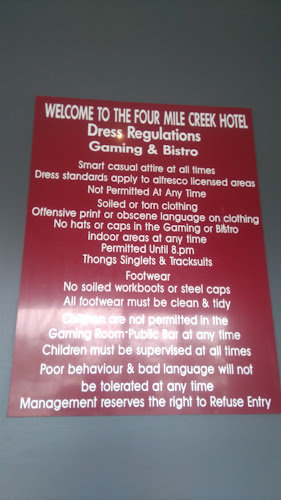 WELCOME TO THE FOUR MILE CREEK HOTEL
Dress Regulations
Gaming & Bistro
Smart casual attire at all times
Dress standards apply to alfresco licensed areas
Not Permitted At Any Time
Soiled or torn clothing
Offensive print or obscene language on clothing
No hats or caps in the Gaming or Bistro
indoor areas at any time
Permitted Until 8.pm
Thongs Singlets & Tracksuits
Footwear
No soiled workboots or steel caps
All footwear must be clean & tidy
Children are not permitted in the
Gaming Room-Public Bar at any time
Children must be supervised at all times
Poor behaviour & bad language will not
be tolerated at any time
Management reserves the right to Refuse Entry